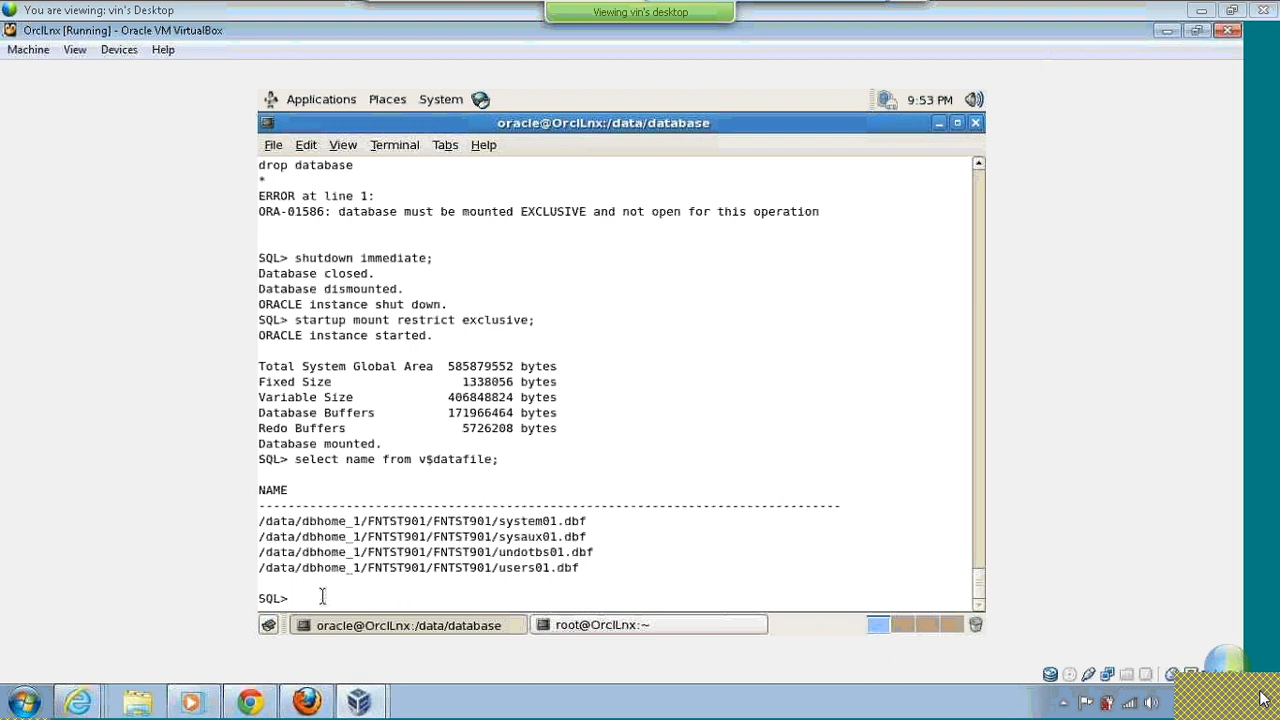 You are viewing: vin's Desktop
Viewing vin's desktop
OrclLnx [Running] - Oracle VM VirtualBox
Machine View Devices Help
Applications Places System 9:53 PM
oracle@OrclLnx:/data/database
File Edit View Terminal Tabs Help
drop database
*
ERROR at line 1:
ORA-01586: database must be mounted EXCLUSIVE and not open for this operation
SQL> shutdown immediate;
Database closed.
Database dismounted.
ORACLE instance shut down.
SQL> startup mount restrict exclusive;
ORACLE instance started.
Total System Global Area 585879552 bytes
Fixed Size 1338056 bytes
Variable Size 406848824 bytes
Database Buffers 171966464 bytes
Redo Buffers 5726208 bytes
Database mounted.
SQL> select name from v$datafile;
NAME
--------------------------------------------------------------------------------
/data/dbhome_1/FNTST901/FNTST901/system01.dbf
/data/dbhome_1/FNTST901/FNTST901/sysaux01.dbf
/data/dbhome_1/FNTST901/FNTST901/undotbs01.dbf
/data/dbhome_1/FNTST901/FNTST901/users01.dbf
SQL>
oracle@OrclLnx:/data/database root@OrclLnx:~